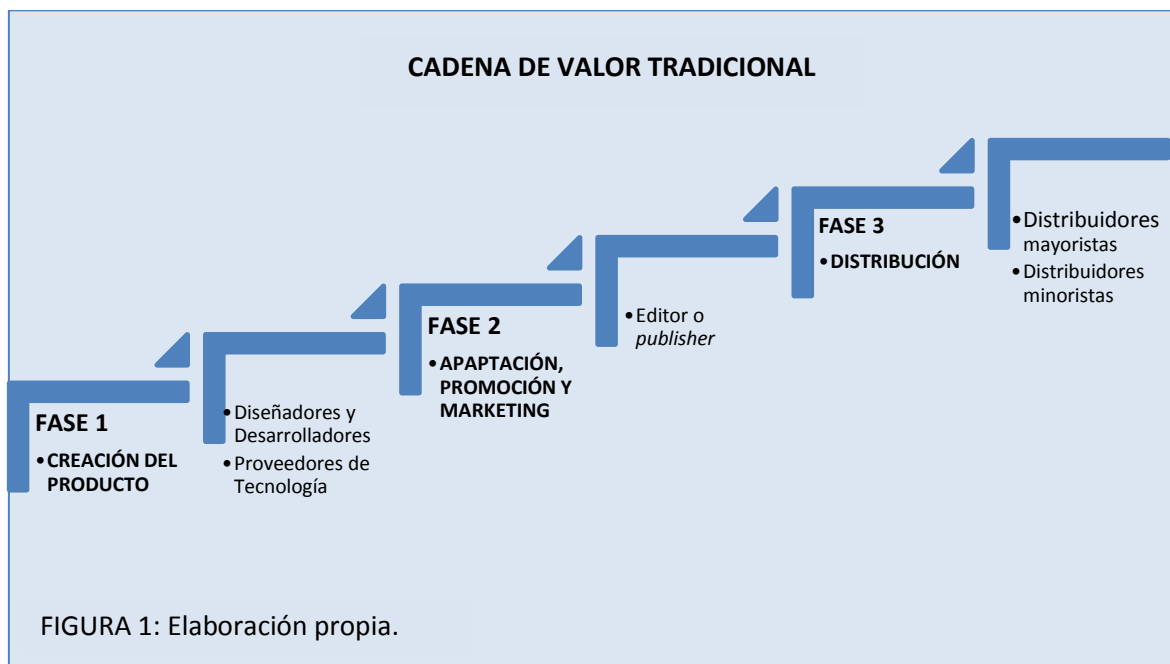 CADENA DE VALOR TRADICIONAL
FASE 1
•CREACIÓN DEL
PRODUCTO
•Diseñadores y
Desarrolladores
•Proveedores de
Tecnología
FASE 2
•APAPTACIÓN,
PROMOCIÓN Y
MARKETING
•Editor o
publisher
FASE 3
•DISTRIBUCIÓN
•Distribuidores
mayoristas
•Distribuidores
minoristas
FIGURA 1: Elaboración propia.